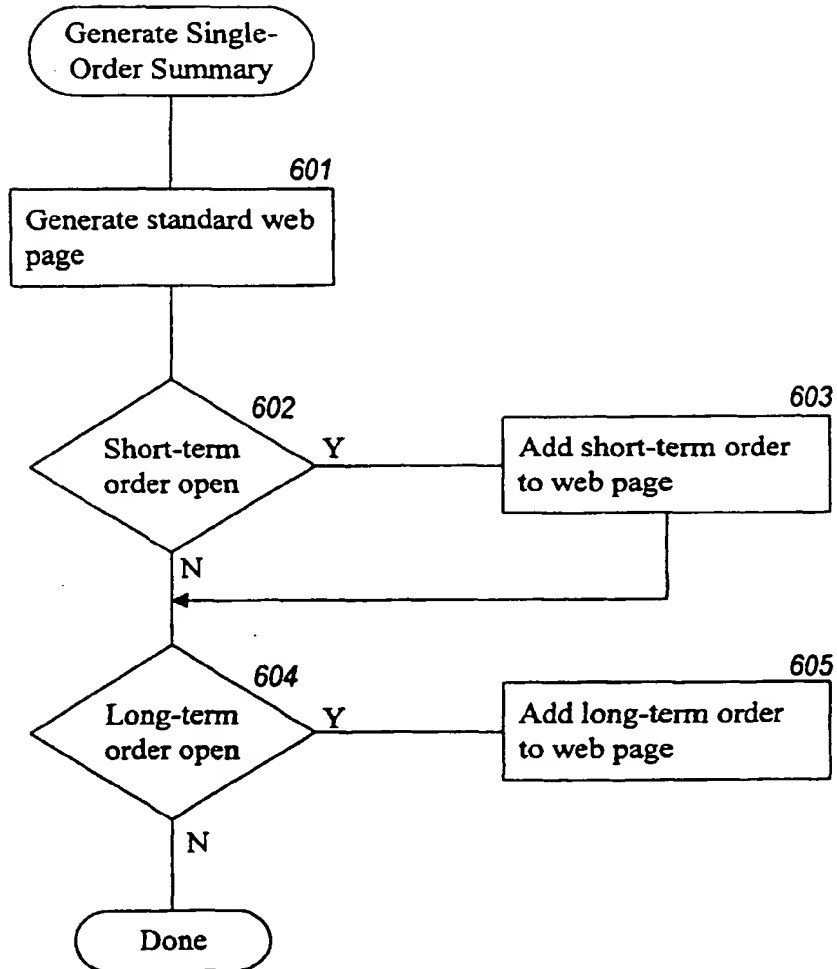 Generate Single-
Order Summary
601
Generate standard web
page
602
Short-term
order open
Y
N
603
Add short-term order
to web page
604
Long-term
order open
Y
N
605
Add long-term order
to web page
Done